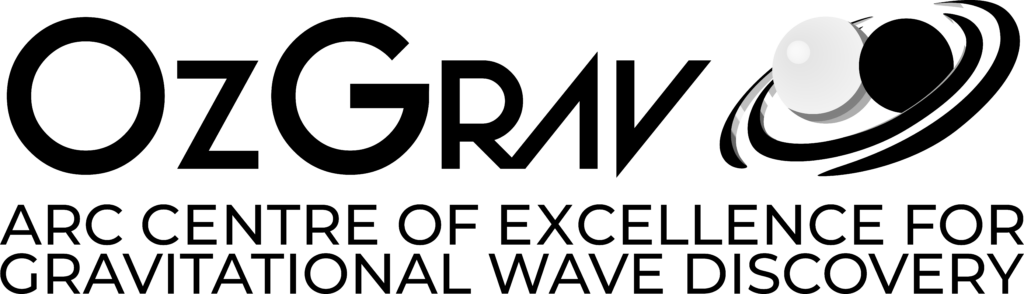 OzGrav
ARC CENTRE OF EXCELLENCE FOR
GRAVITATIONAL WAVE DISCOVERY